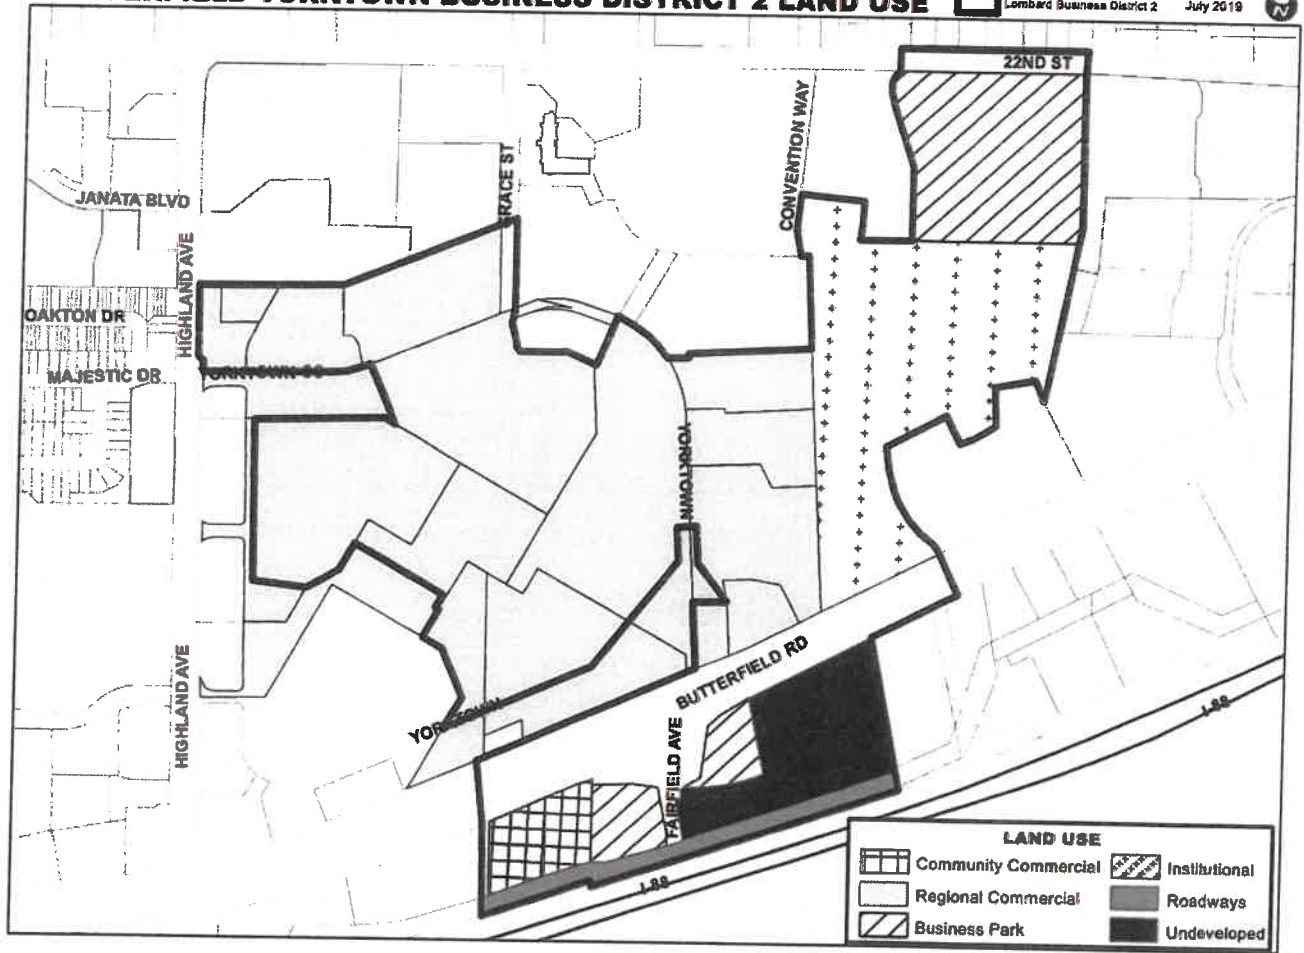 YORKTOWN BUSINESS DISTRICT 2 LAND USE
Lombard Business District 2
July 2019
22ND ST
CONVENTION WAY
JANATA BLVD
HIGHLAND AVE
OAKTON DR
MAJESTIC DR
YORKTOWN
BUTTERFIELD RD
HIGHLAND AVE
YORKTOWN
FAIRFIELD AVE
I-88
I-88
LAND USE
Community Commercial
Institutional
Regional Commercial
Roadways
Business Park
Undeveloped